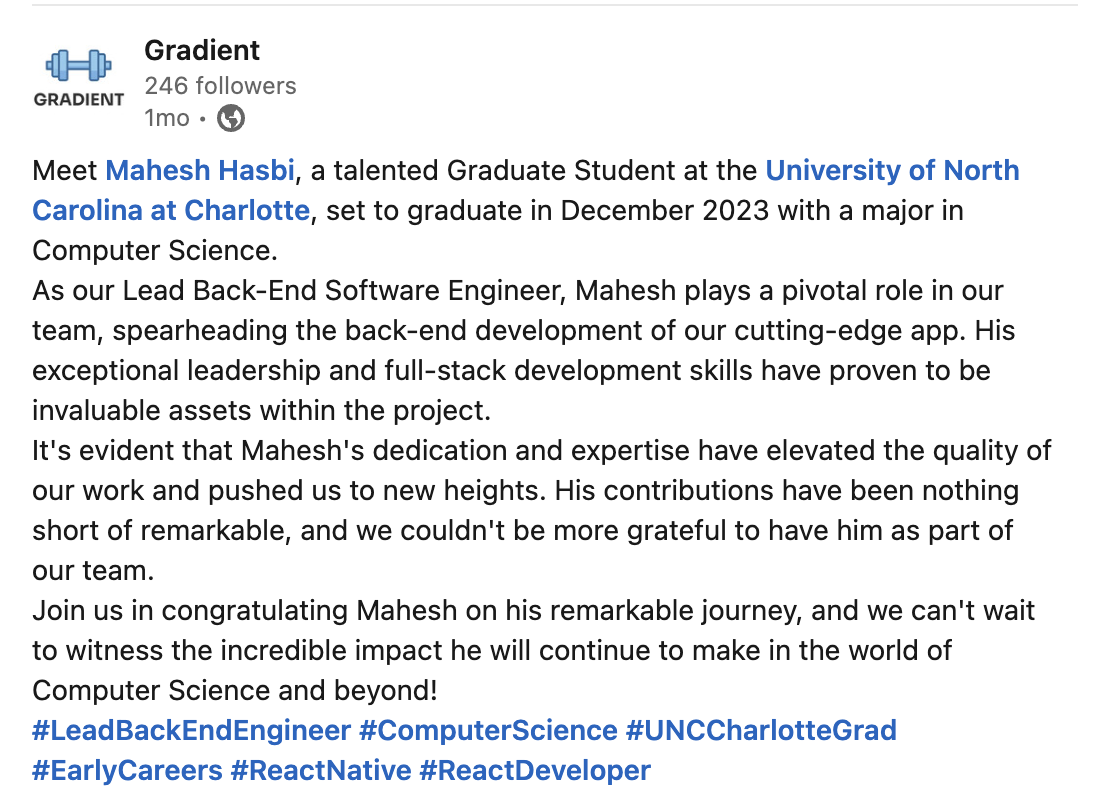 GRADIENT
Gradient
246 followers
1mo •
Meet Mahesh Hasbi, a talented Graduate Student at the University of North
Carolina at Charlotte, set to graduate in December 2023 with a major in
Computer Science.
As our Lead Back-End Software Engineer, Mahesh plays a pivotal role in our
team, spearheading the back-end development of our cutting-edge app. His
exceptional leadership and full-stack development skills have proven to be
invaluable assets within the project.
It's evident that Mahesh's dedication and expertise have elevated the quality of
our work and pushed us to new heights. His contributions have been nothing
short of remarkable, and we couldn't be more grateful to have him as part of
our team.
Join us in congratulating Mahesh on his remarkable journey, and we can't wait
to witness the incredible impact he will continue to make in the world of
Computer Science and beyond!
#LeadBackEndEngineer #ComputerScience #UNCCharlotteGrad
#EarlyCareers #ReactNative #ReactDeveloper